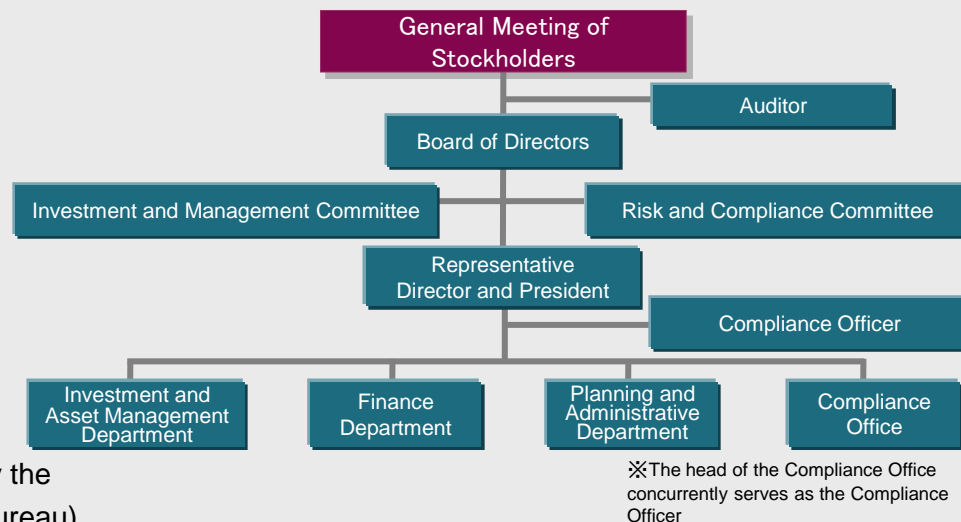 General Meeting of
Stockholders
Auditor
Board of Directors
Investment and Management Committee
Risk and Compliance Committee
Representative
Director and President
Compliance Officer
Investment and
Asset Management
Department
Finance
Department
Planning and
Administrative
Department
Compliance
Office
the
ureau)
※The head of the Compliance Office
concurrently serves as the Compliance
Officer